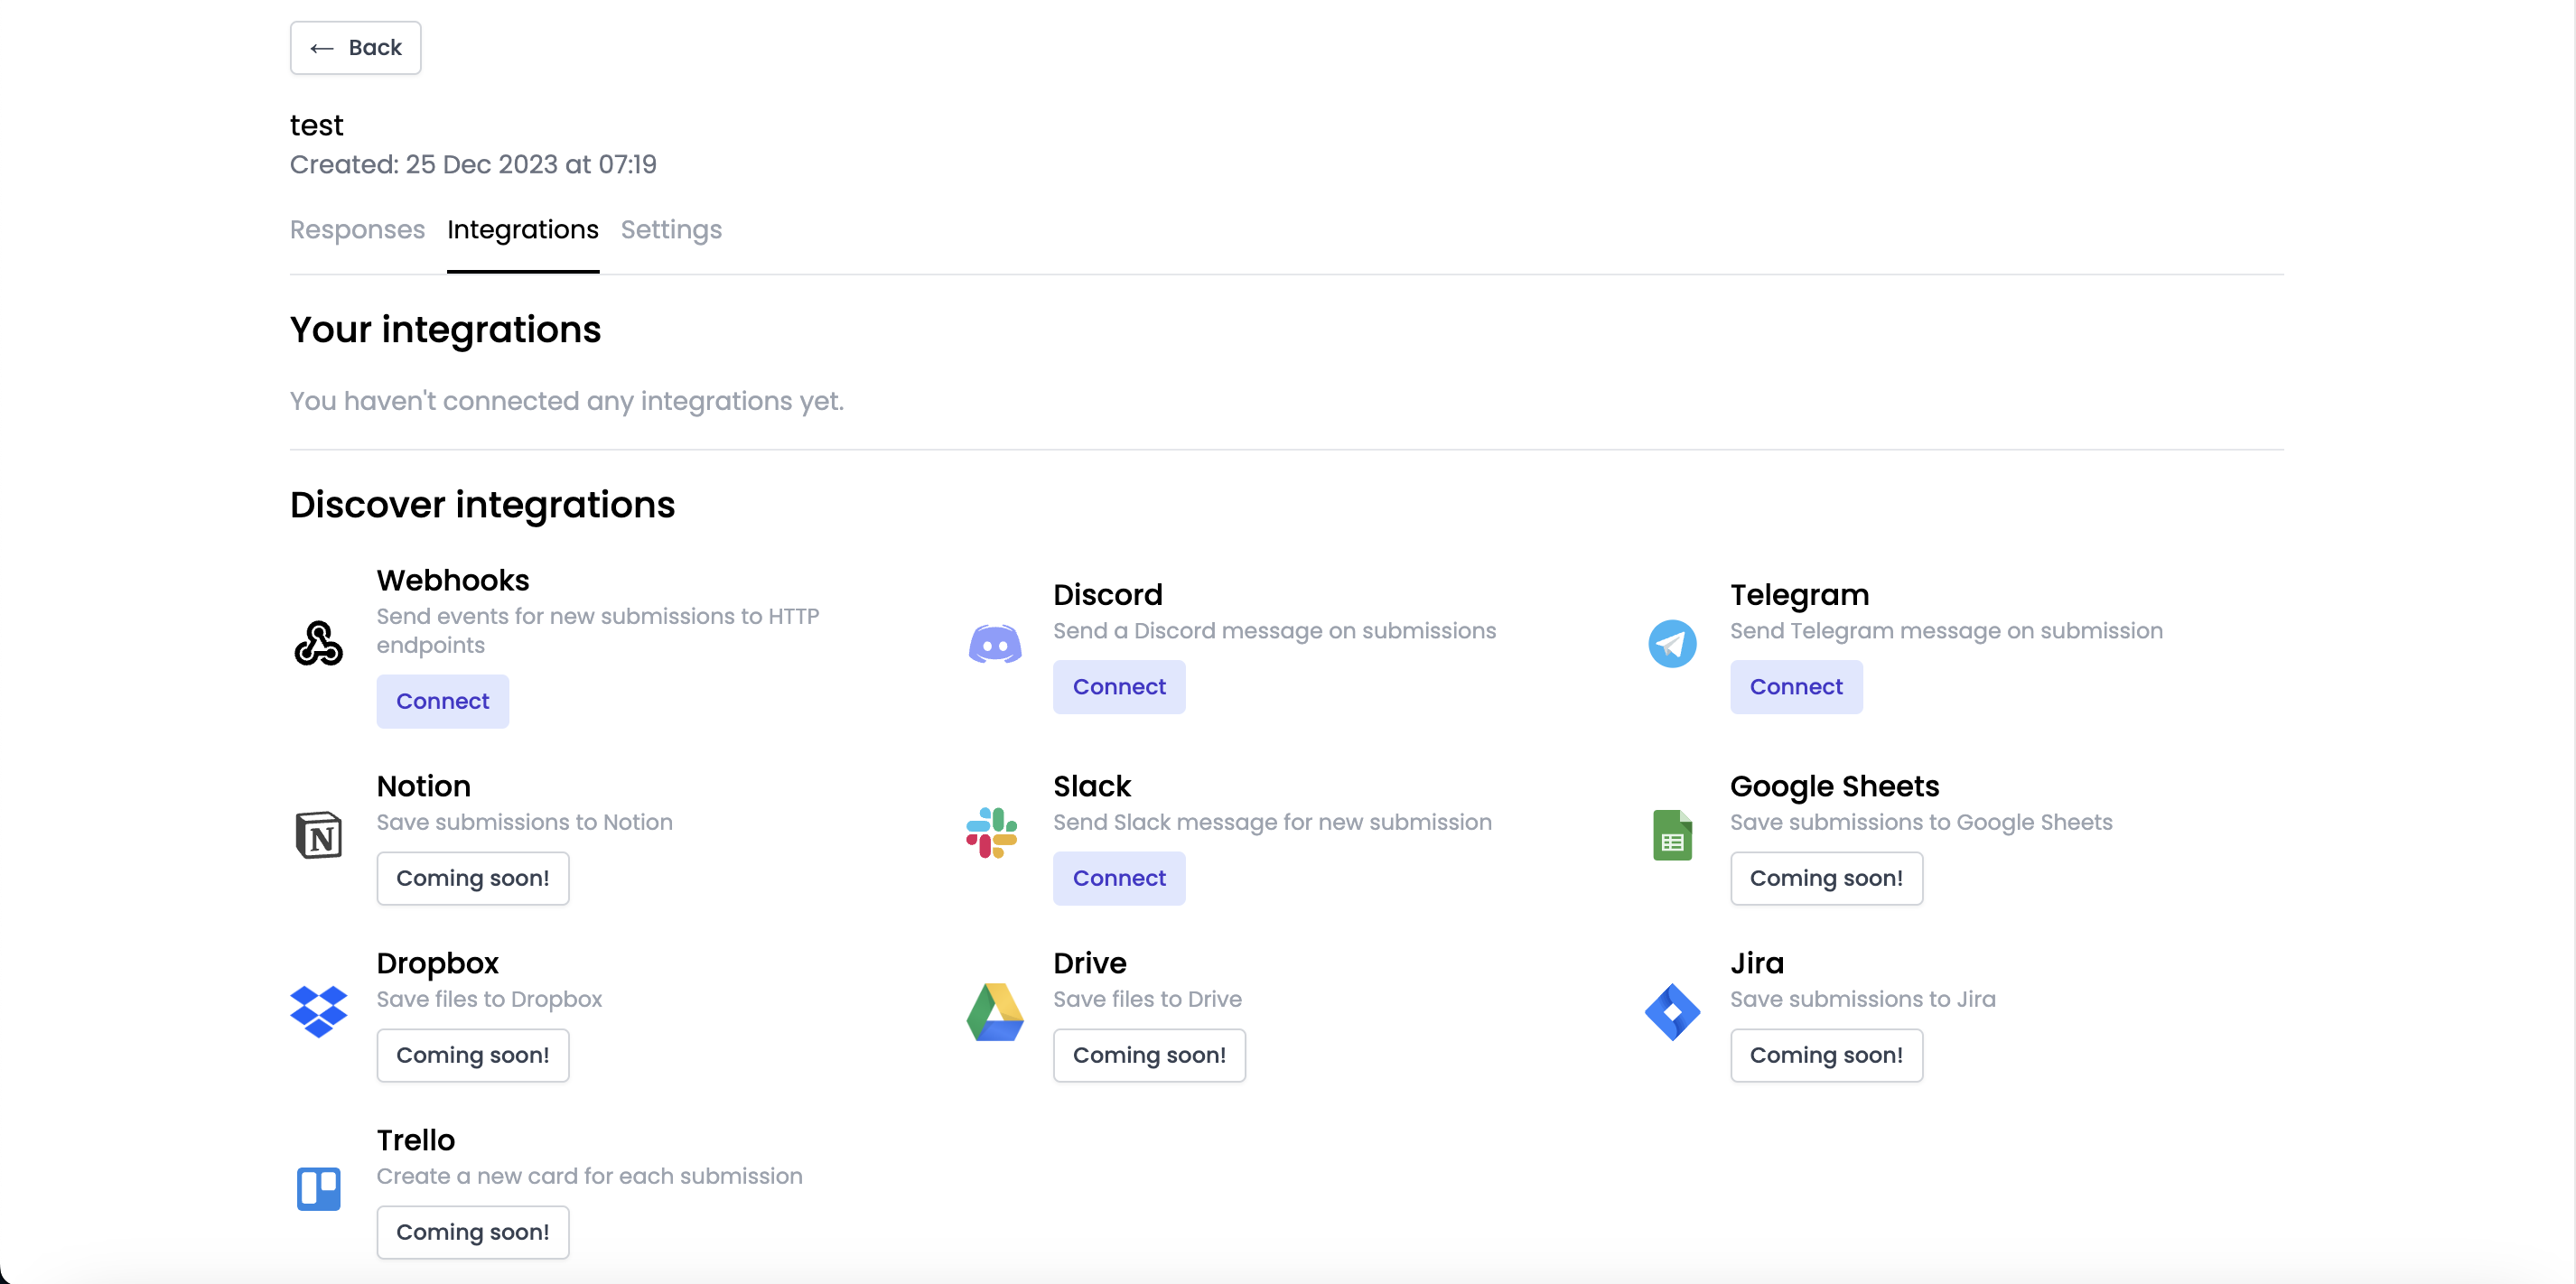 ← Back
test
Created: 25 Dec 2023 at 07:19
Responses Integrations Settings
Your integrations
You haven't connected any integrations yet.
Discover integrations
Webhooks
Send events for new submissions to HTTP
endpoints
Connect
Discord
Send a Discord message on submissions
Connect
Telegram
Send Telegram message on submission
Connect
Notion
Save submissions to Notion
Coming soon!
Slack
Send Slack message for new submission
Connect
Google Sheets
Save submissions to Google Sheets
Coming soon!
Dropbox
Save files to Dropbox
Coming soon!
Drive
Save files to Drive
Coming soon!
Jira
Save submissions to Jira
Coming soon!
Trello
Create a new card for each submission
Coming soon!